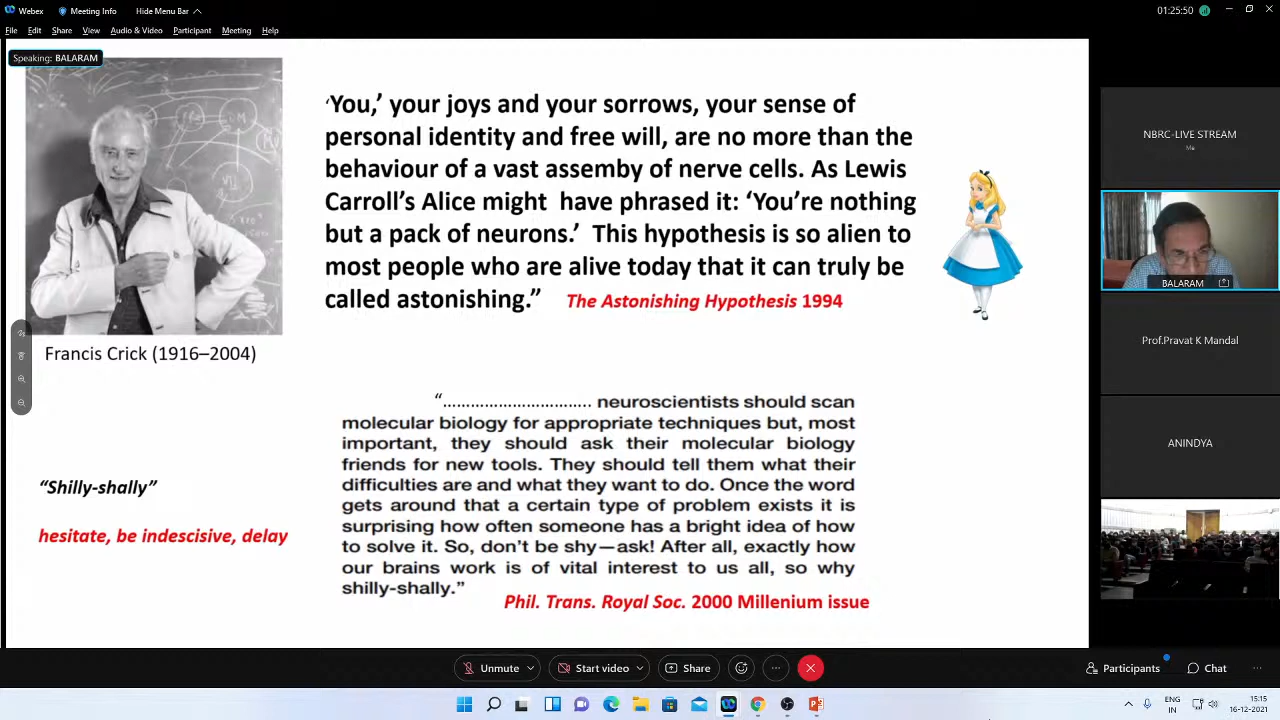 Webex
Meeting Info
Hide Menu Bar
01:25:50
File Edit Share View Audio & Video Participant Meeting Help
Speaking: BALARAM
‘You,’ your joys and your sorrows, your sense of
personal identity and free will, are no more than the
behaviour of a vast assemby of nerve cells. As Lewis
Carroll’s Alice might have phrased it: ‘You’re nothing
but a pack of neurons.’ This hypothesis is so alien to
most people who are alive today that it can truly be
called astonishing.” The Astonishing Hypothesis 1994
Francis Crick (1916–2004)
“................................ neuroscientists should scan
molecular biology for appropriate techniques but, most
important, they should ask their molecular biology
friends for new tools. They should tell them what their
difficulties are and what they want to do. Once the word
gets around that a certain type of problem exists it is
surprising how often someone has a bright idea of how
to solve it. So, don’t be shy—ask! After all, exactly how
our brains work is of vital interest to us all, so why
shilly-shally.”
Phil. Trans. Royal Soc. 2000 Millenium issue
“Shilly-shally”
hesitate, be indescisive, delay
NBRC-LIVE STREAM
Me
BALARAM
Prof.Pravat K Mandal
ANINDYA
Unmute
Start video
Share
Participants
Chat
IN
15:15
16-12-2021